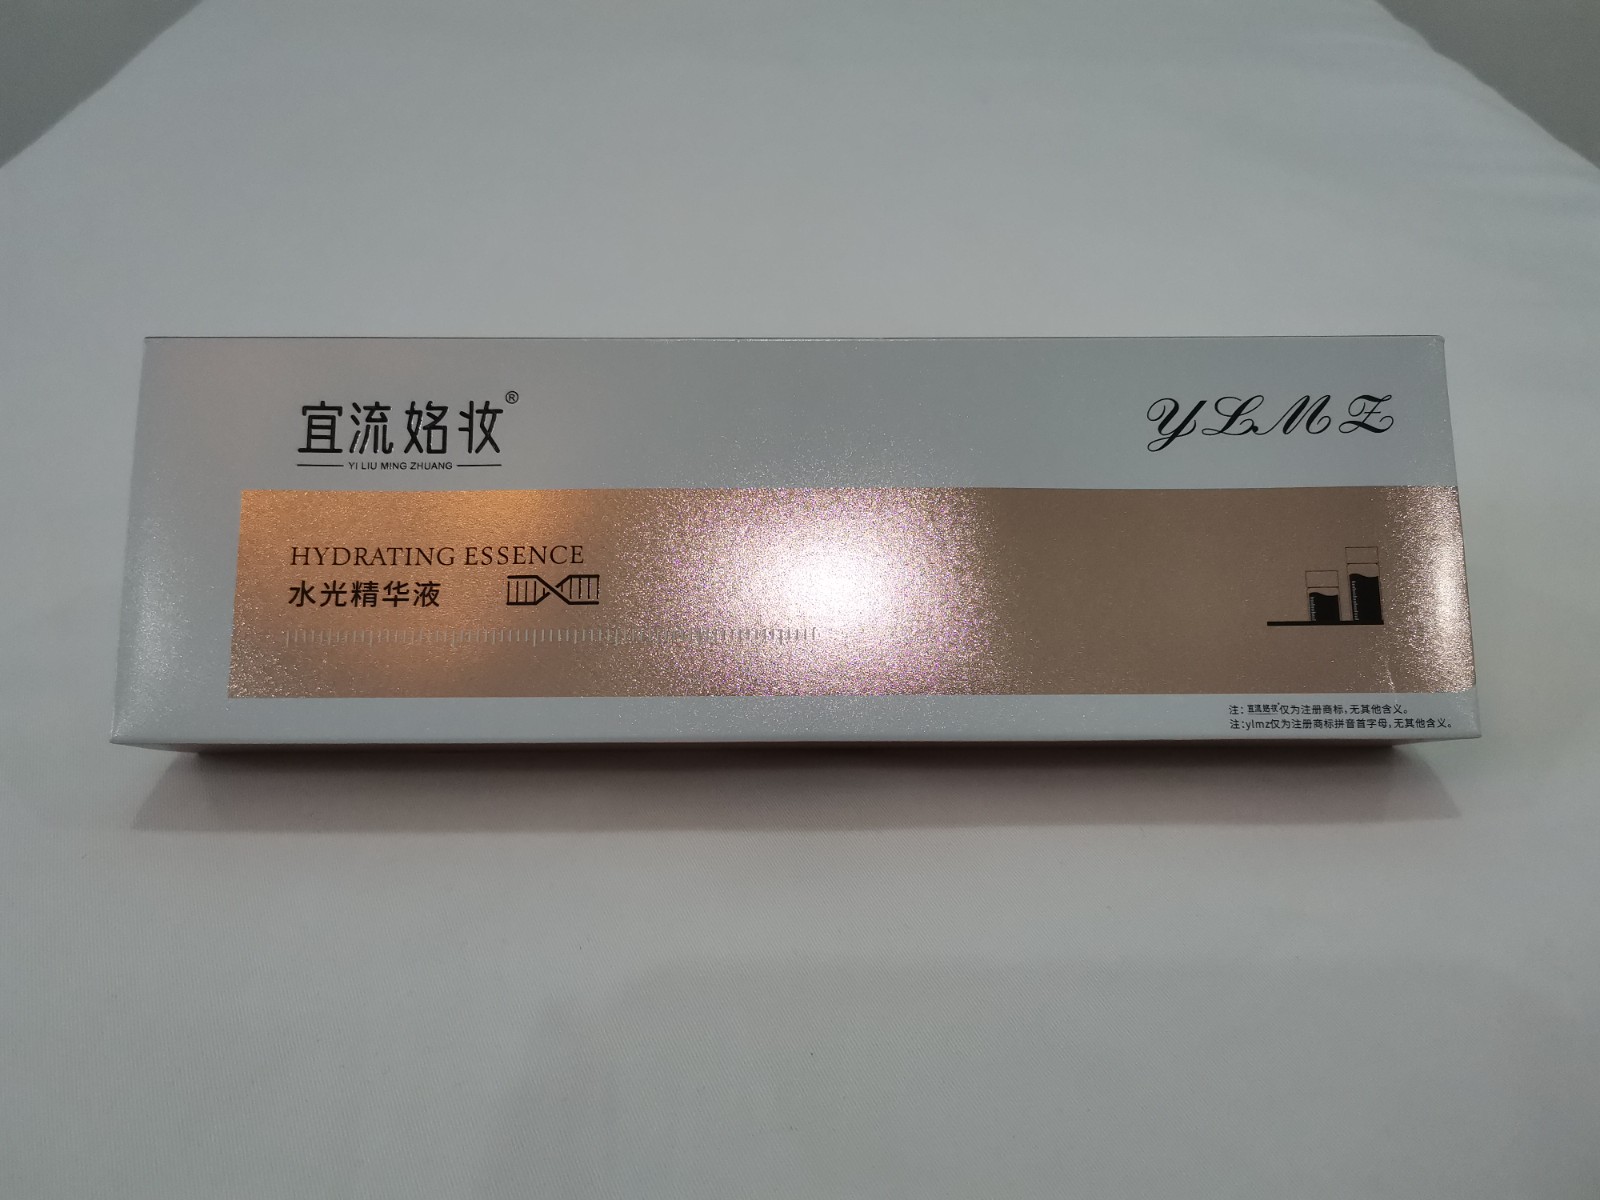 宜流姳妆®
YI LIU MING ZHUANG
YLMZ
HYDRATING ESSENCE
水光精华液
注：宜流姳妆®仅为注册商标，无其他含义。
注：ylmz仅为注册商标拼音首字母，无其他含义。